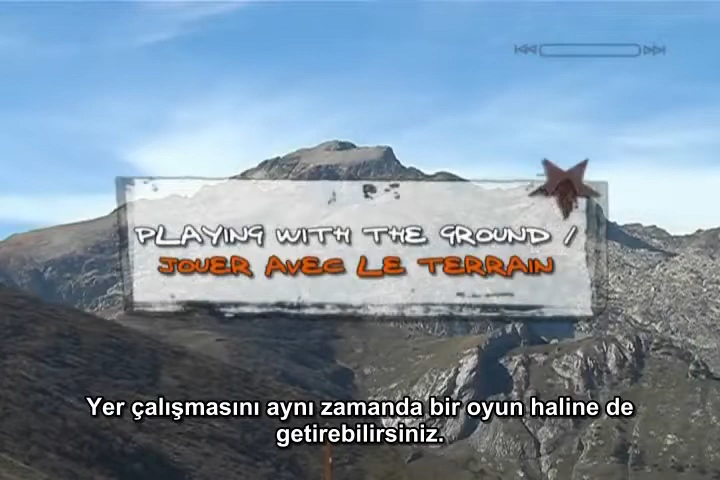 PLAYING WITH THE GROUND /
JOUER AVEC LE TERRAIN
Yer çalışmasını aynı zamanda bir oyun haline de
getirebilirsiniz.